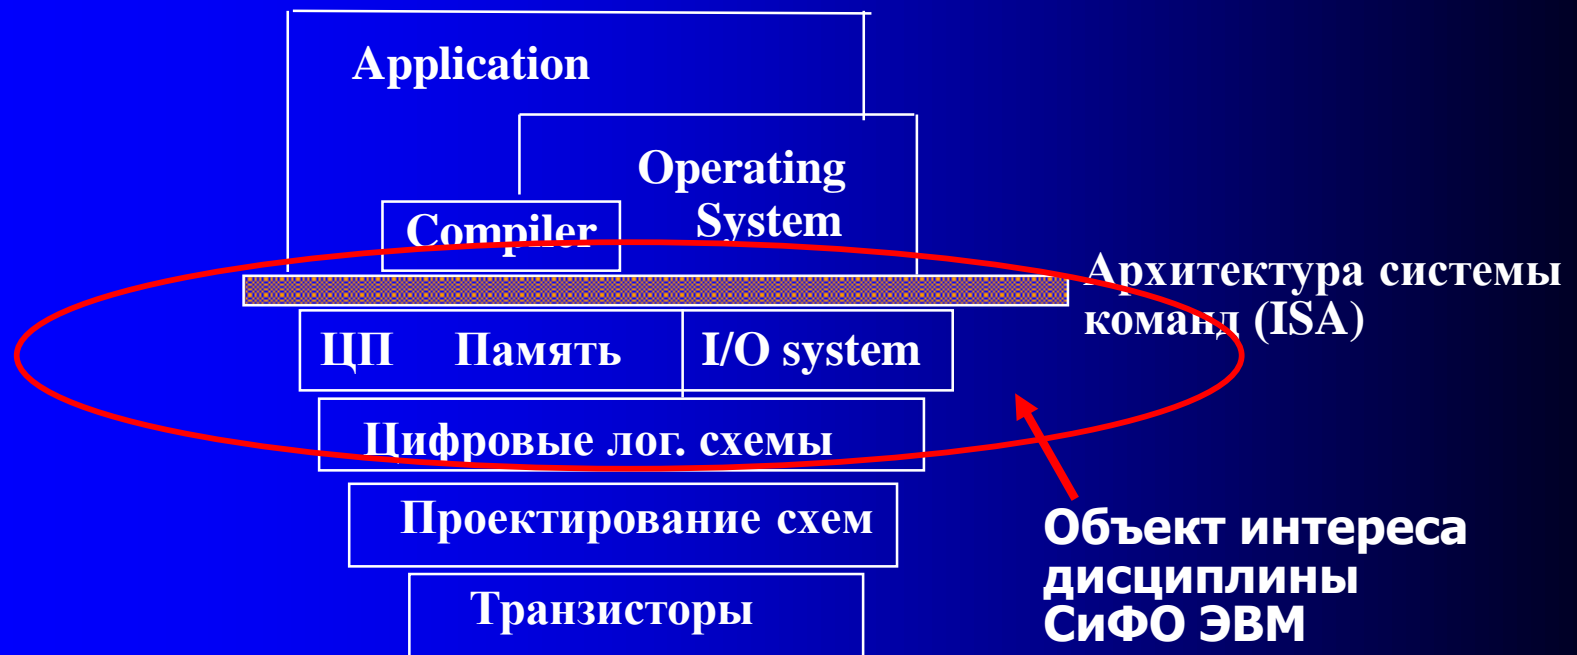 Application
Operating
System
Compiler
Архитектура системы
команд (ISA)
ЦП Память I/O system
Цифровые лог. схемы
Проектирование схем
Транзисторы
Объект интереса
дисциплины
СиФО ЭВМ